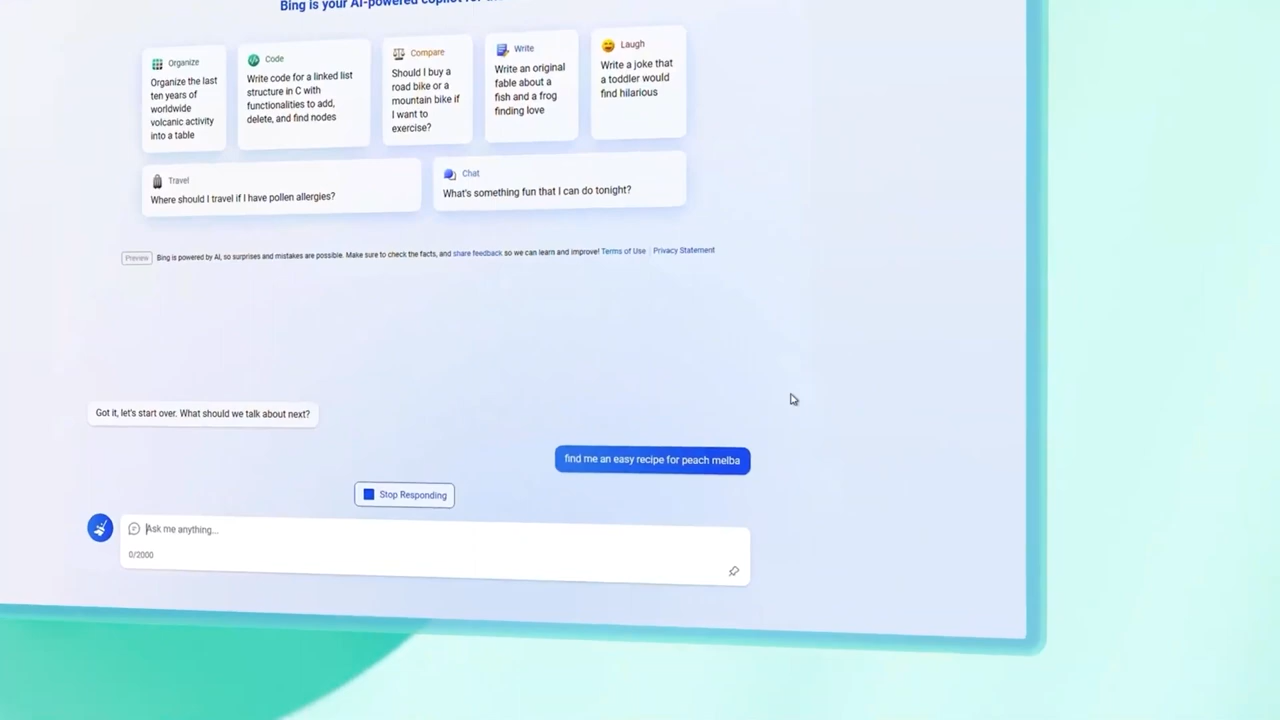 Bing is your AI-powered copilot for
Organize
Organize the last
ten years of
worldwide
volcanic activity
into a table
Code
Write code for a linked list
structure in C with
functionalities to add,
delete, and find nodes
Compare
Should I buy a
road bike or a
mountain bike if
I want to
exercise?
Write
Write an original
fable about a
fish and a frog
finding love
Laugh
Write a joke that
a toddler would
find hilarious
Travel
Where should I travel if I have pollen allergies?
Chat
What's something fun that I can do tonight?
Preview Bing is powered by AI, so surprises and mistakes are possible. Make sure to check the facts, and share feedback so we can learn and improve! Terms of Use Privacy Statement
Got it, let's start over. What should we talk about next?
find me an easy recipe for peach melba
Stop Responding
Ask me anything...
0/2000